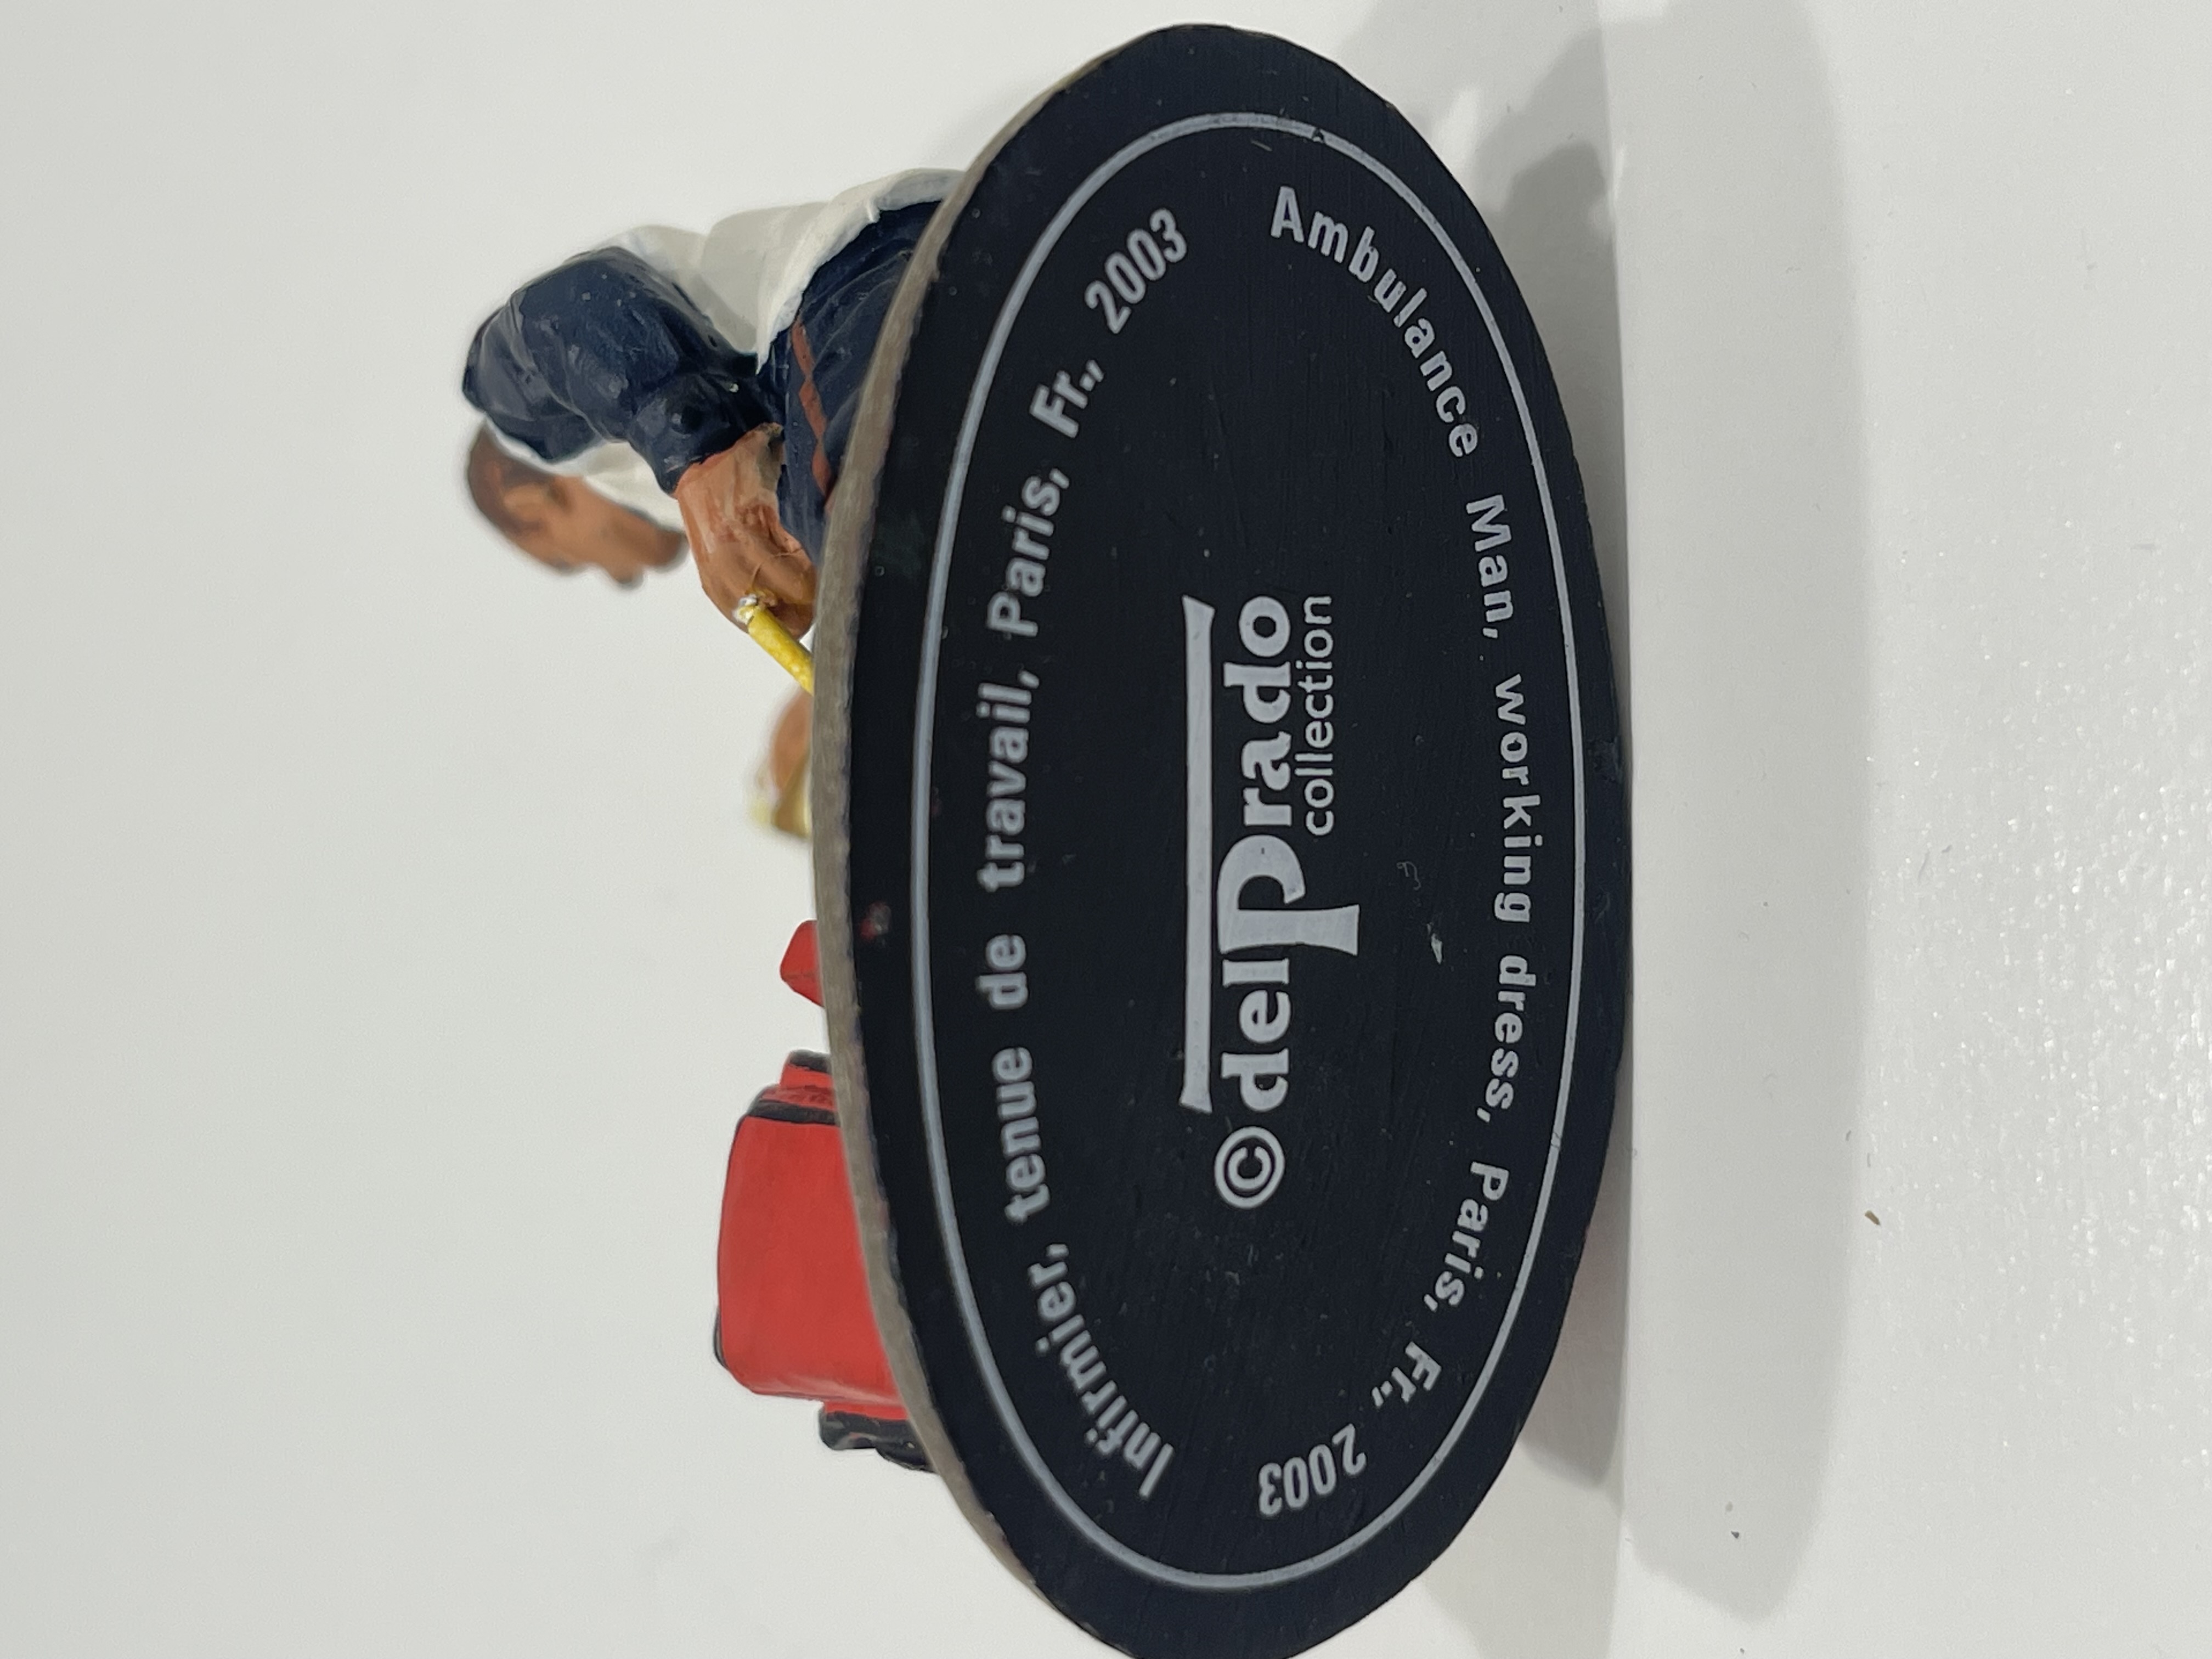 Infirmier, tenue de travail, Paris, Fr., 2003
© delPrado
collection
Ambulance Man, working dress, Paris, Fr., 2003